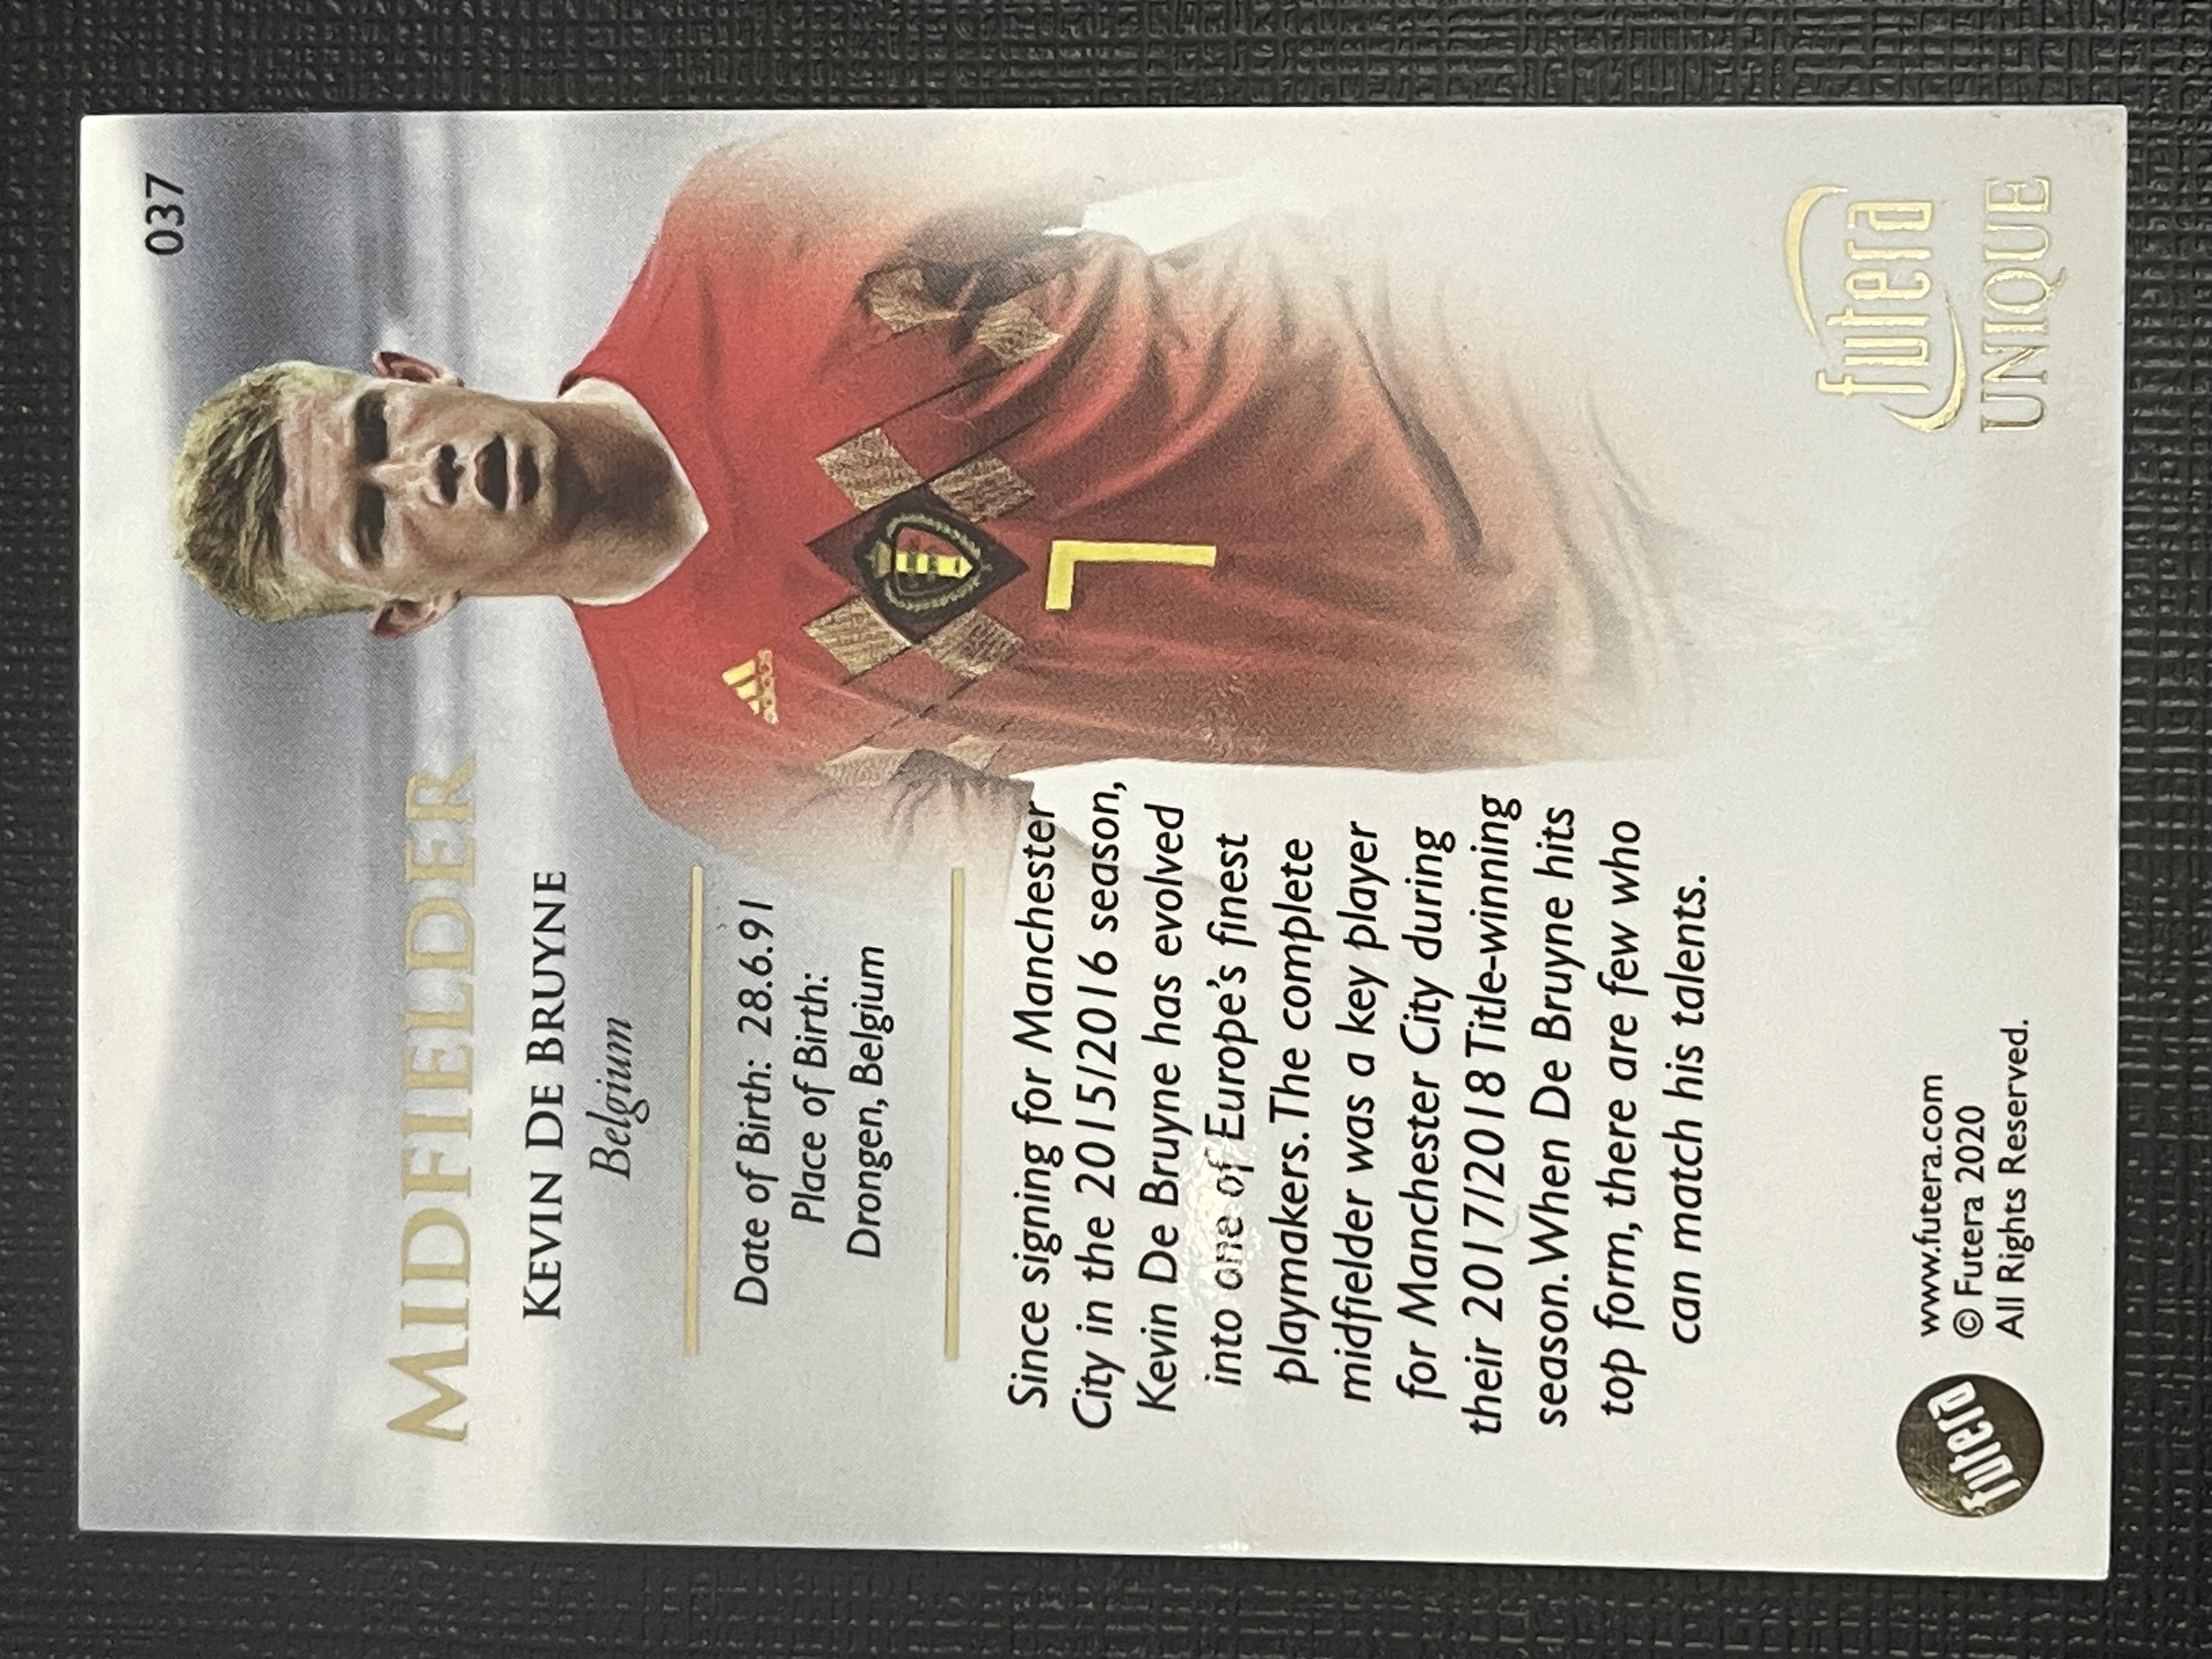 037
MIDFIELDER
KEVIN DE BRUYNE
Belgium
Date of Birth: 28.6.91
Place of Birth:
Drongen, Belgium
Since signing for Manchester
City in the 2015/2016 season,
Kevin De Bruyne has evolved
into one of Europe's finest
playmakers. The complete
midfielder was a key player
for Manchester City during
their 2017/2018 Title-winning
season. When De Bruyne hits
top form, there are few who
can match his talents.
adidas
7
futera
www.futera.com
© Futera 2020
All Rights Reserved.
futera
UNIQUE